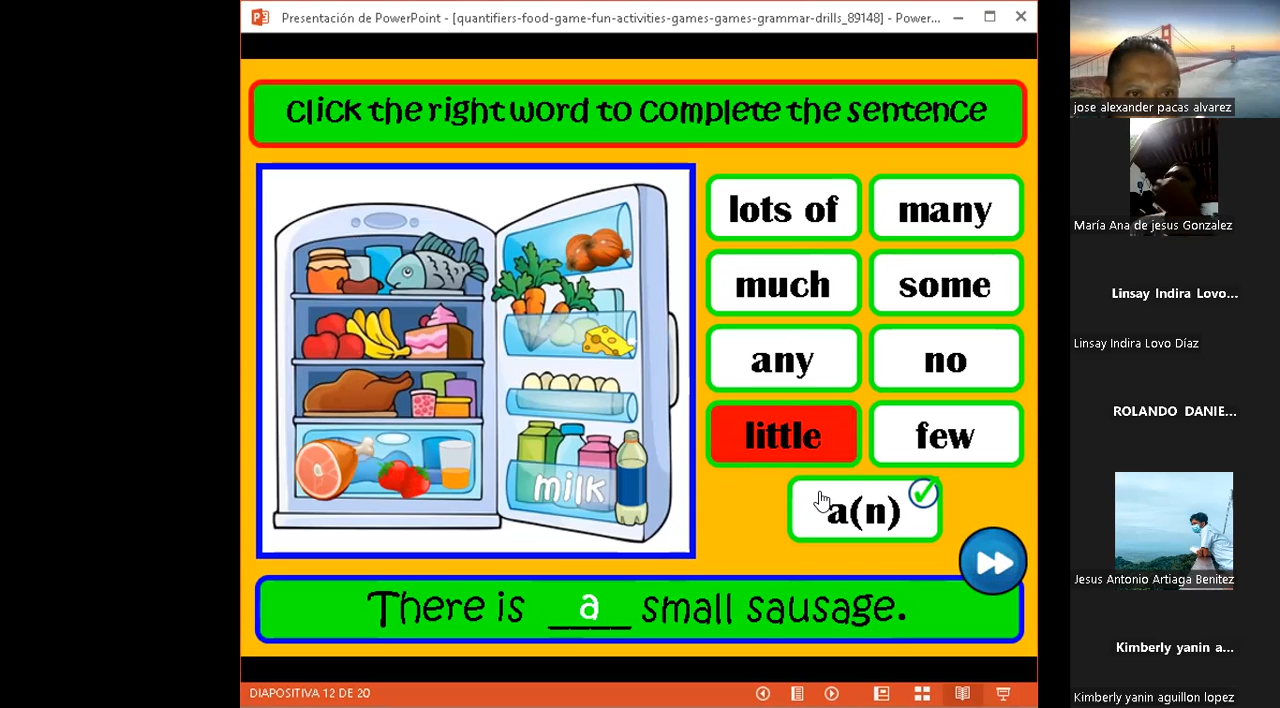 Presentación de PowerPoint - [quantifiers-food-game-fun-activities-games-games-grammar-drills_89148] - Power...
Click the right word to complete the sentence
lots of
many
much
some
any
no
little
few
a(n)
milk
There is __a__ small sausage.
DIAPOSITIVA 12 DE 20
jose alexander pacas alvarez
María Ana de jesus Gonzalez
Linsay Indira Lovo...
Linsay Indira Lovo Díaz
ROLANDO DANIE...
Jesus Antonio Artiaga Benitez
Kimberly yanin a...
Kimberly yanin aguillon lopez